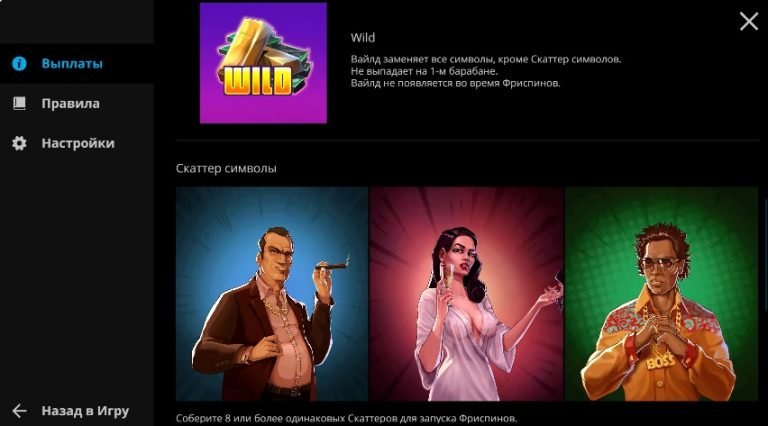 Wild
Вайлд заменяет все символы, кроме Скаттер символов.
Не выпадает на 1-м барабане.
Вайлд не появляется во время Фриспинов.
WILD
Выплаты
Правила
Настройки
Скаттер символы
BOSS
Назад в Игру
Соберите 8 или более одинаковых Скаттеров для запуска Фриспинов.